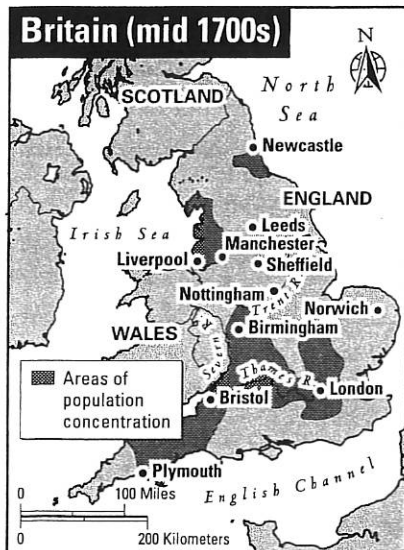 Britain (mid 1700s)
N
SCOTLAND
North
Sea
Newcastle
ENGLAND
Leeds
Irish Sea
Manchester
Liverpool
Sheffield
Nottingham
Trent R.
Norwich
WALES
Birmingham
Severn R.
Areas of
population
concentration
Thames R.
London
Bristol
Plymouth
English Channel
0 100 Miles
0 200 Kilometers